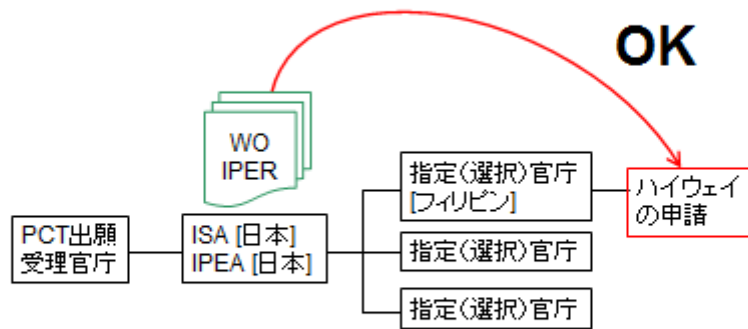 OK
WO
IPER
指定(選択)官庁
[フィリピン]
ハイウェイ
の申請
PCT出願
受理官庁
ISA [日本]
IPEA [日本]
指定(選択)官庁
指定(選択)官庁